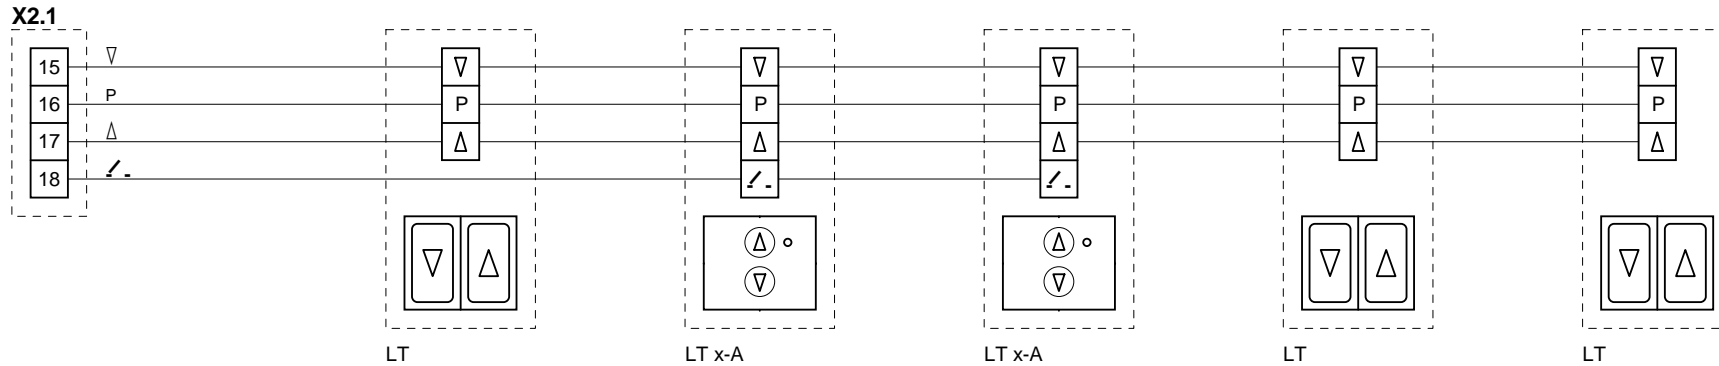 X2.1
15 ▽
16 P P P P P P
17 △
18
LT LT x-A LT x-A LT LT